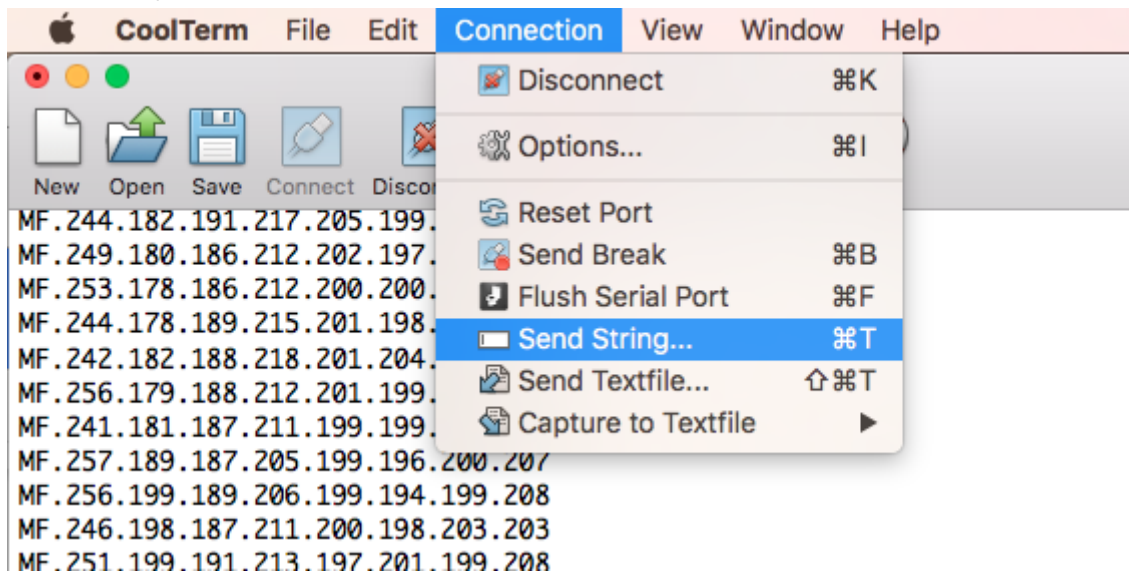 CoolTerm File Edit Connection View Window Help
Disconnect ⌘K
Options... ⌘I
Reset Port
Send Break ⌘B
Flush Serial Port ⌘F
Send String... ⌘T
Send Textfile... ⇧⌘T
Capture to Textfile ▶
New Open Save Connect Discon
MF.244.182.191.217.205.199.
MF.249.180.186.212.202.197.
MF.253.178.186.212.200.200.
MF.244.178.189.215.201.198.
MF.242.182.188.218.201.204.
MF.256.179.188.212.201.199.
MF.241.181.187.211.199.199.
MF.257.189.187.205.199.196.200.207
MF.256.199.189.206.199.194.199.208
MF.246.198.187.211.200.198.203.203
MF.251.199.191.213.197.201.199.208